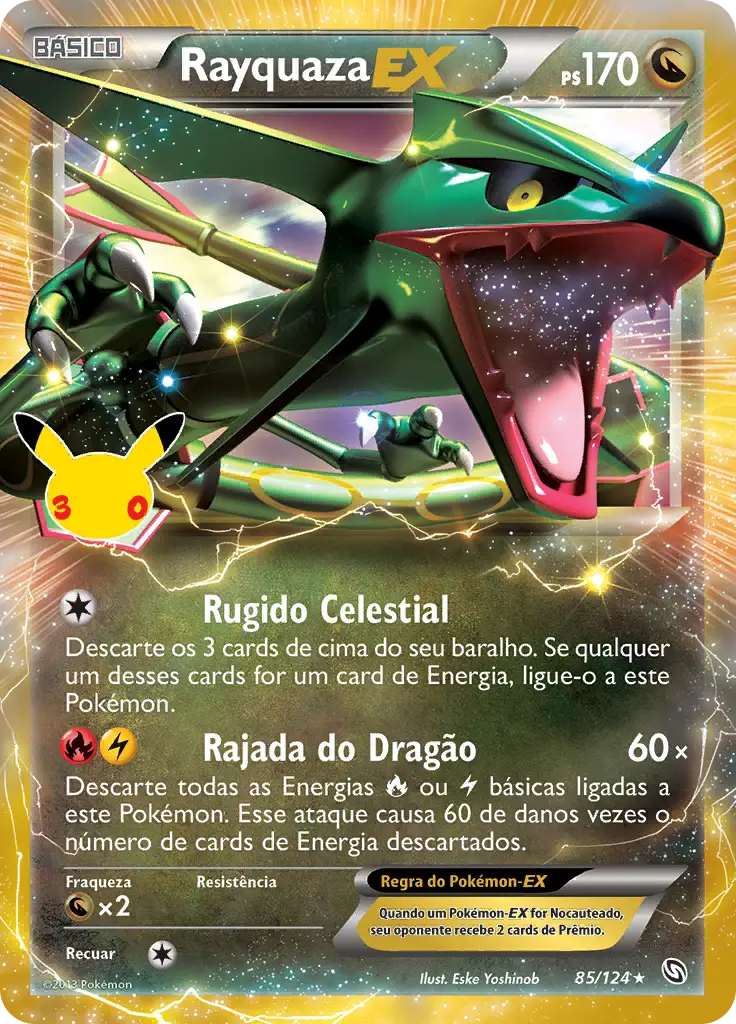 BÁSICO
RayquazaEX
PS170
30
Rugido Celestial
Descarte os 3 cards de cima do seu baralho. Se qualquer
um desses cards for um card de Energia, ligue-o a este
Pokémon.
Rajada do Dragão 60×
Descarte todas as Energias ou básicas ligadas a
este Pokémon. Esse ataque causa 60 de danos vezes o
número de cards de Energia descartados.
Fraqueza Resistência
×2
Recuar
Regra do Pokémon-EX
Quando um Pokémon-EX for Nocauteado,
seu oponente recebe 2 cards de Prêmio.
©2013 Pokémon
Ilust. Eske Yoshinob
85/124★